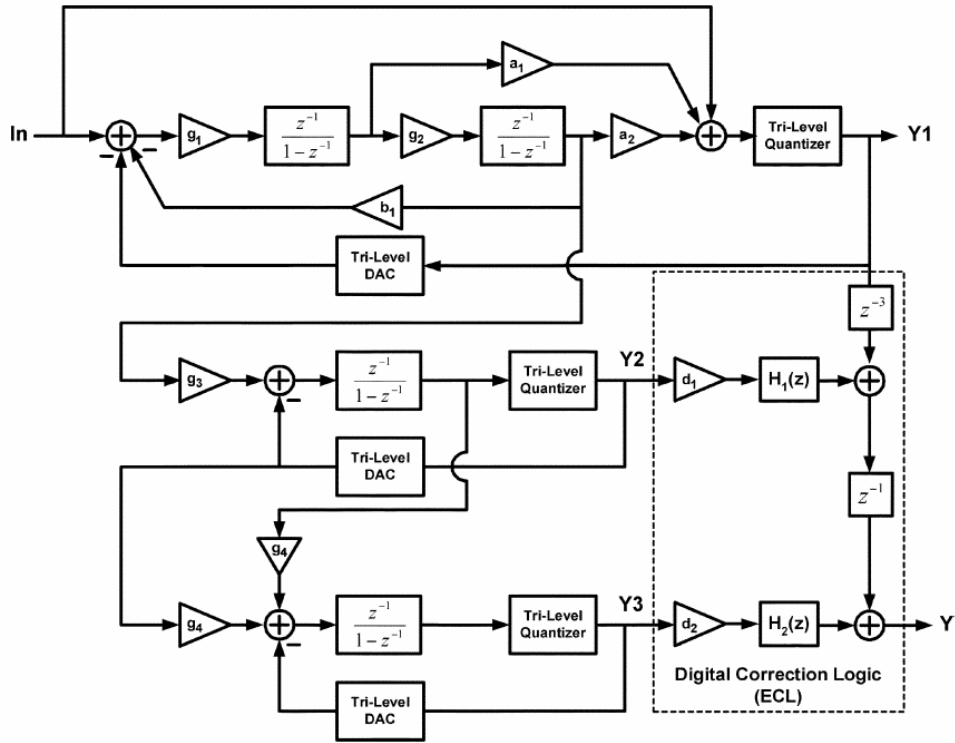 a₁
In
g₁
z⁻¹
1 − z⁻¹
g₂
z⁻¹
1 − z⁻¹
a₂
Tri-Level
Quantizer
Y1
b₁
Tri-Level
DAC
z⁻³
g₃
z⁻¹
1 − z⁻¹
Tri-Level
Quantizer
Y2
d₁
H₁(z)
Tri-Level
DAC
z⁻¹
g₄
g₄
z⁻¹
1 − z⁻¹
Tri-Level
Quantizer
Y3
d₂
H₂(z)
Y
Tri-Level
DAC
Digital Correction Logic
(ECL)